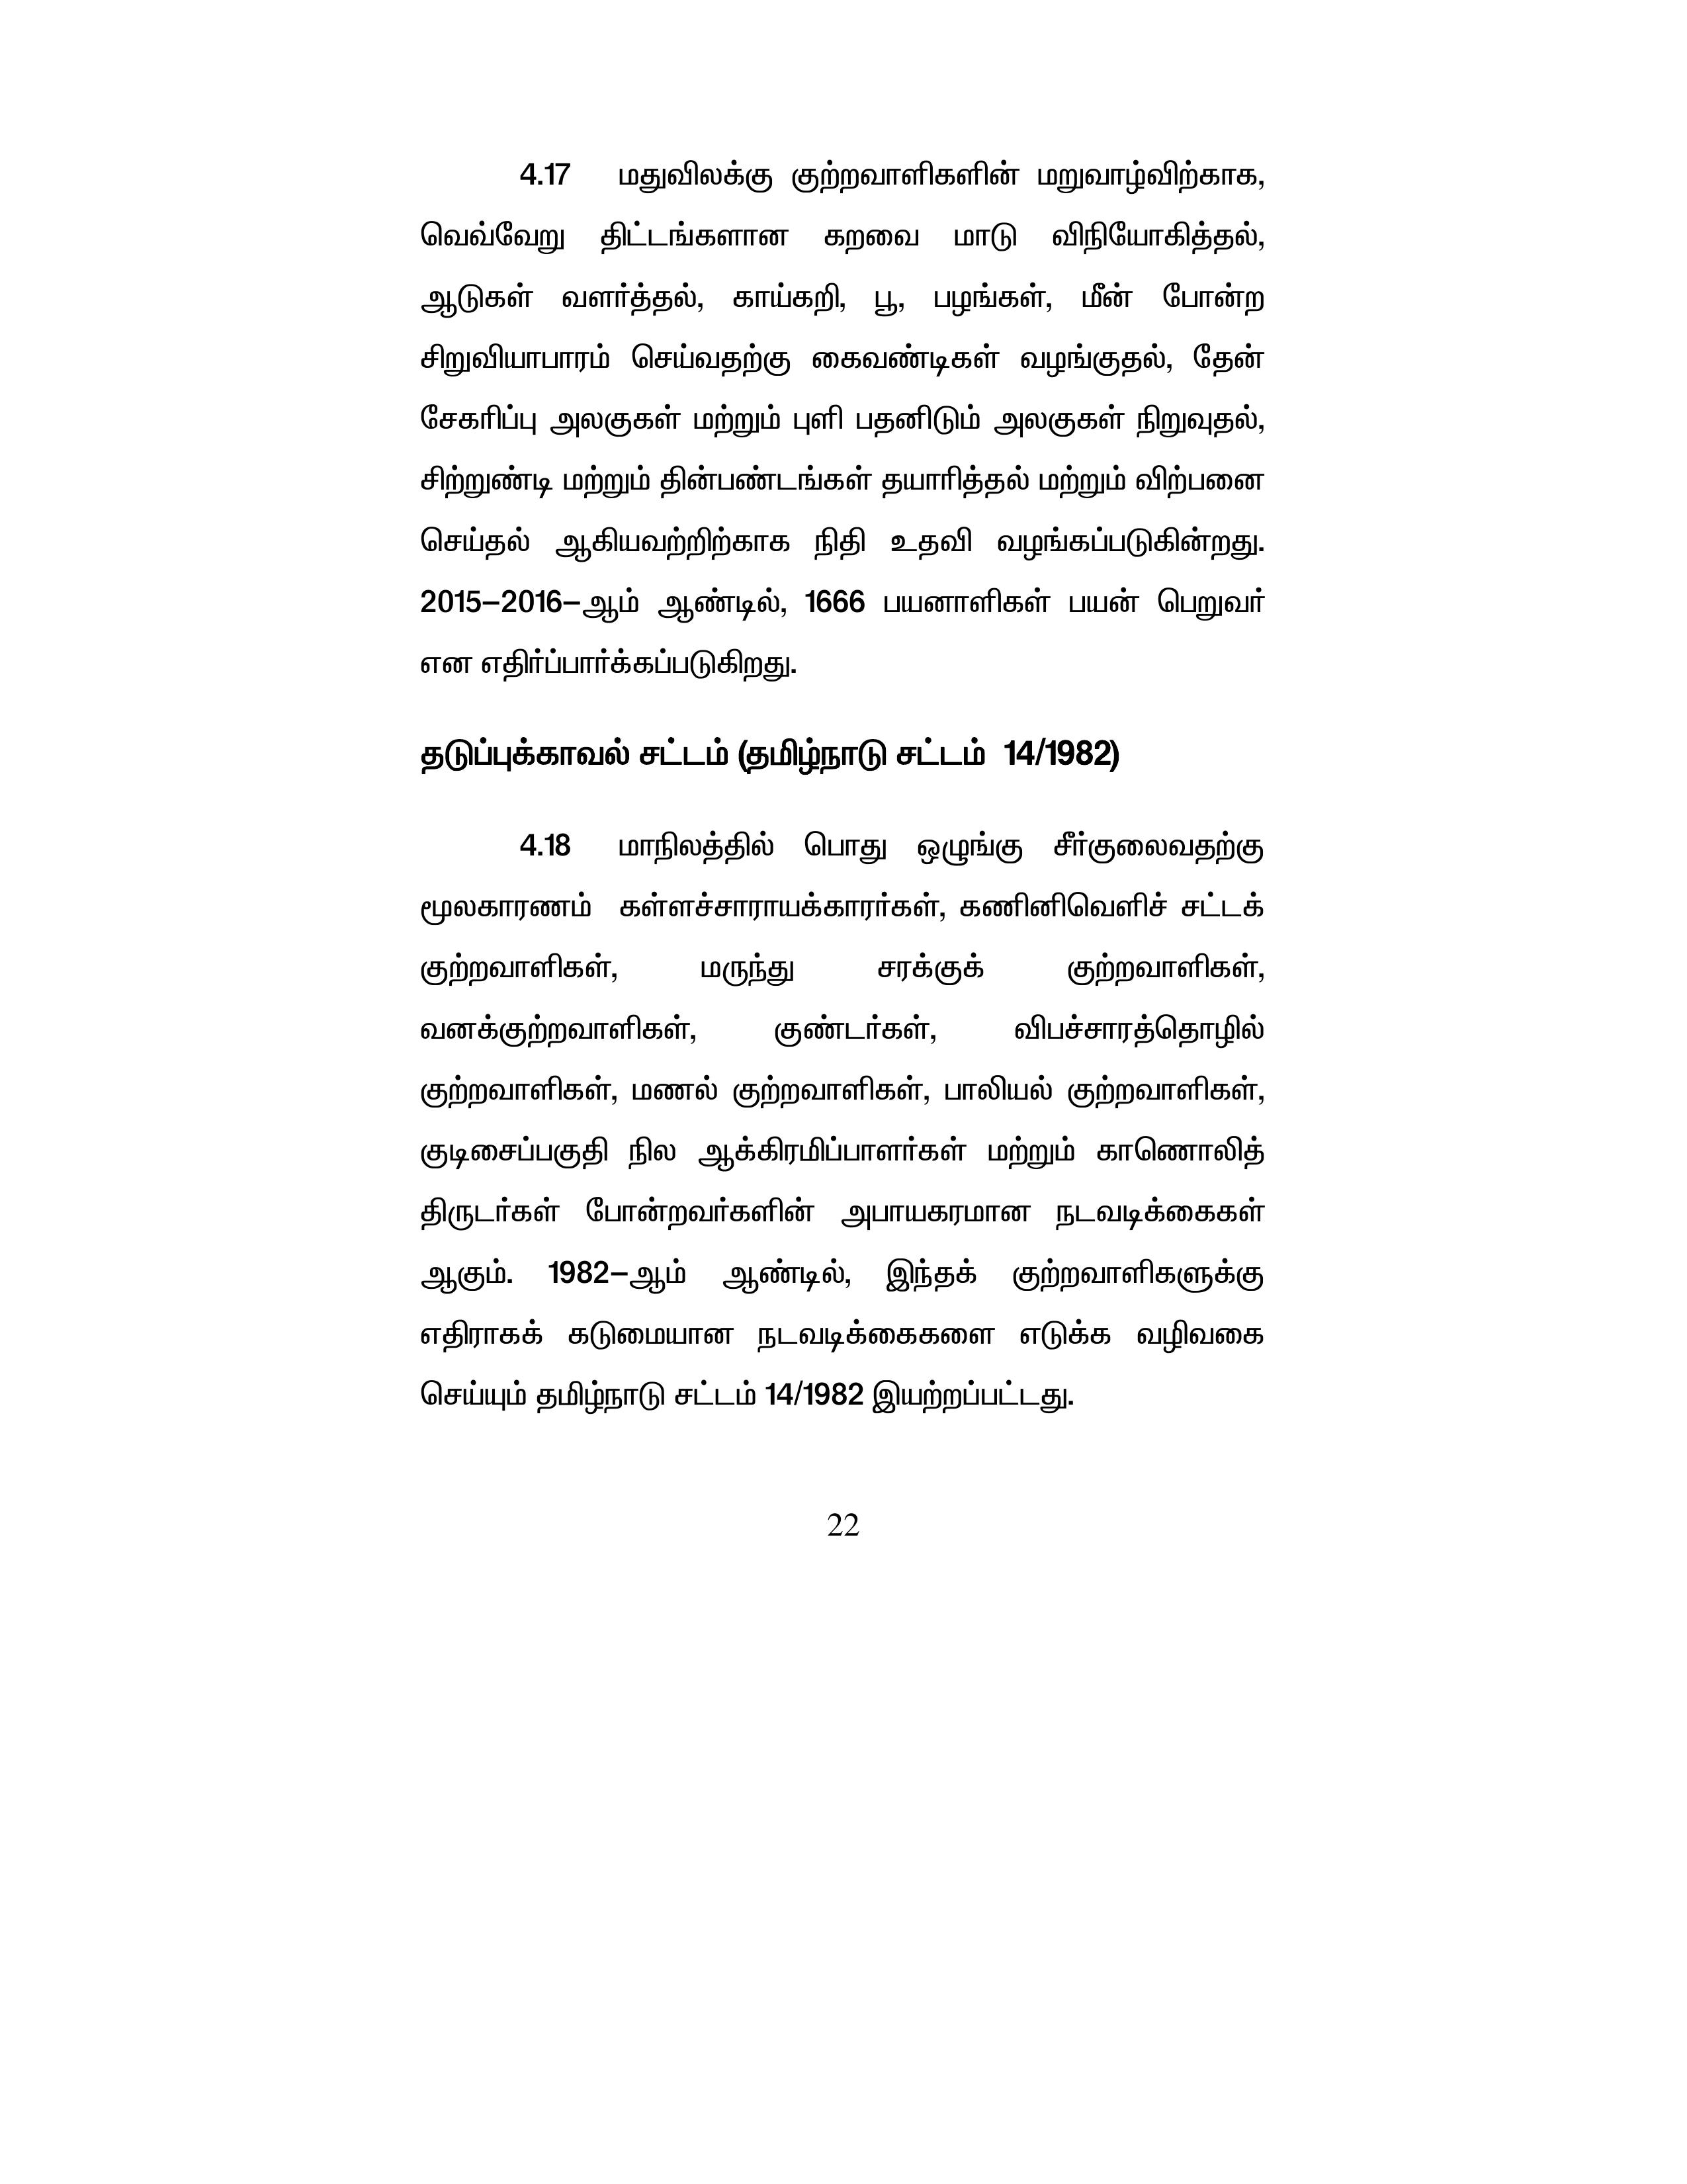 4.17 மதுவிலக்கு குற்றவாளிகளின் மறுவாழ்விற்காக,
வெவ்வேறு திட்டங்களான கறவை மாடு விநியோகித்தல்,
ஆடுகள் வளர்த்தல், காய்கறி, பூ, பழங்கள், மீன் போன்ற
சிறுவியாபாரம் செய்வதற்கு கைவண்டிகள் வழங்குதல், தேன்
சேகரிப்பு அலகுகள் மற்றும் புளி பதனிடும் அலகுகள் நிறுவுதல்,
சிற்றுண்டி மற்றும் தின்பண்டங்கள் தயாரித்தல் மற்றும் விற்பனை
செய்தல் ஆகியவற்றிற்காக நிதி உதவி வழங்கப்படுகின்றது.
2015–2016–ஆம் ஆண்டில், 1666 பயனாளிகள் பயன் பெறுவர்
என எதிர்ப்பார்க்கப்படுகிறது.
தடுப்புக்காவல் சட்டம் (தமிழ்நாடு சட்டம் 14/1982)
4.18 மாநிலத்தில் பொது ஒழுங்கு சீர்குலைவதற்கு
மூலகாரணம் கள்ளச்சாராயக்காரர்கள், கணினிவெளிச் சட்டக்
குற்றவாளிகள், மருந்து சரக்குக் குற்றவாளிகள்,
வனக்குற்றவாளிகள், குண்டர்கள், விபச்சாரத்தொழில்
குற்றவாளிகள், மணல் குற்றவாளிகள், பாலியல் குற்றவாளிகள்,
குடிசைப்பகுதி நில ஆக்கிரமிப்பாளர்கள் மற்றும் காணொலித்
திருடர்கள் போன்றவர்களின் அபாயகரமான நடவடிக்கைகள்
ஆகும். 1982–ஆம் ஆண்டில், இந்தக் குற்றவாளிகளுக்கு
எதிராகக் கடுமையான நடவடிக்கைகளை எடுக்க வழிவகை
செய்யும் தமிழ்நாடு சட்டம் 14/1982 இயற்றப்பட்டது.
22